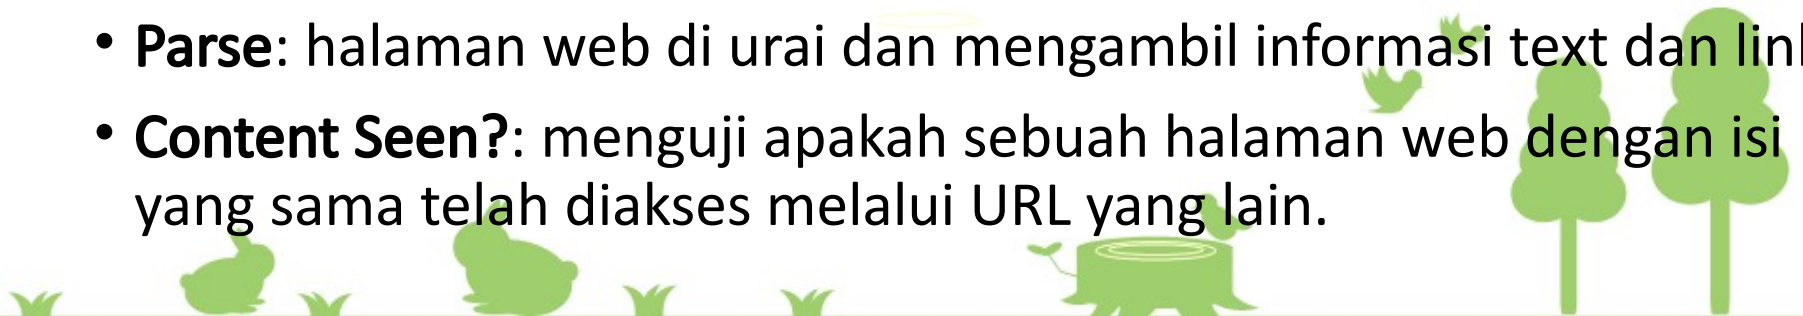 • Parse: halaman web di urai dan mengambil informasi text dan link
• Content Seen?: menguji apakah sebuah halaman web dengan isi
yang sama telah diakses melalui URL yang lain.